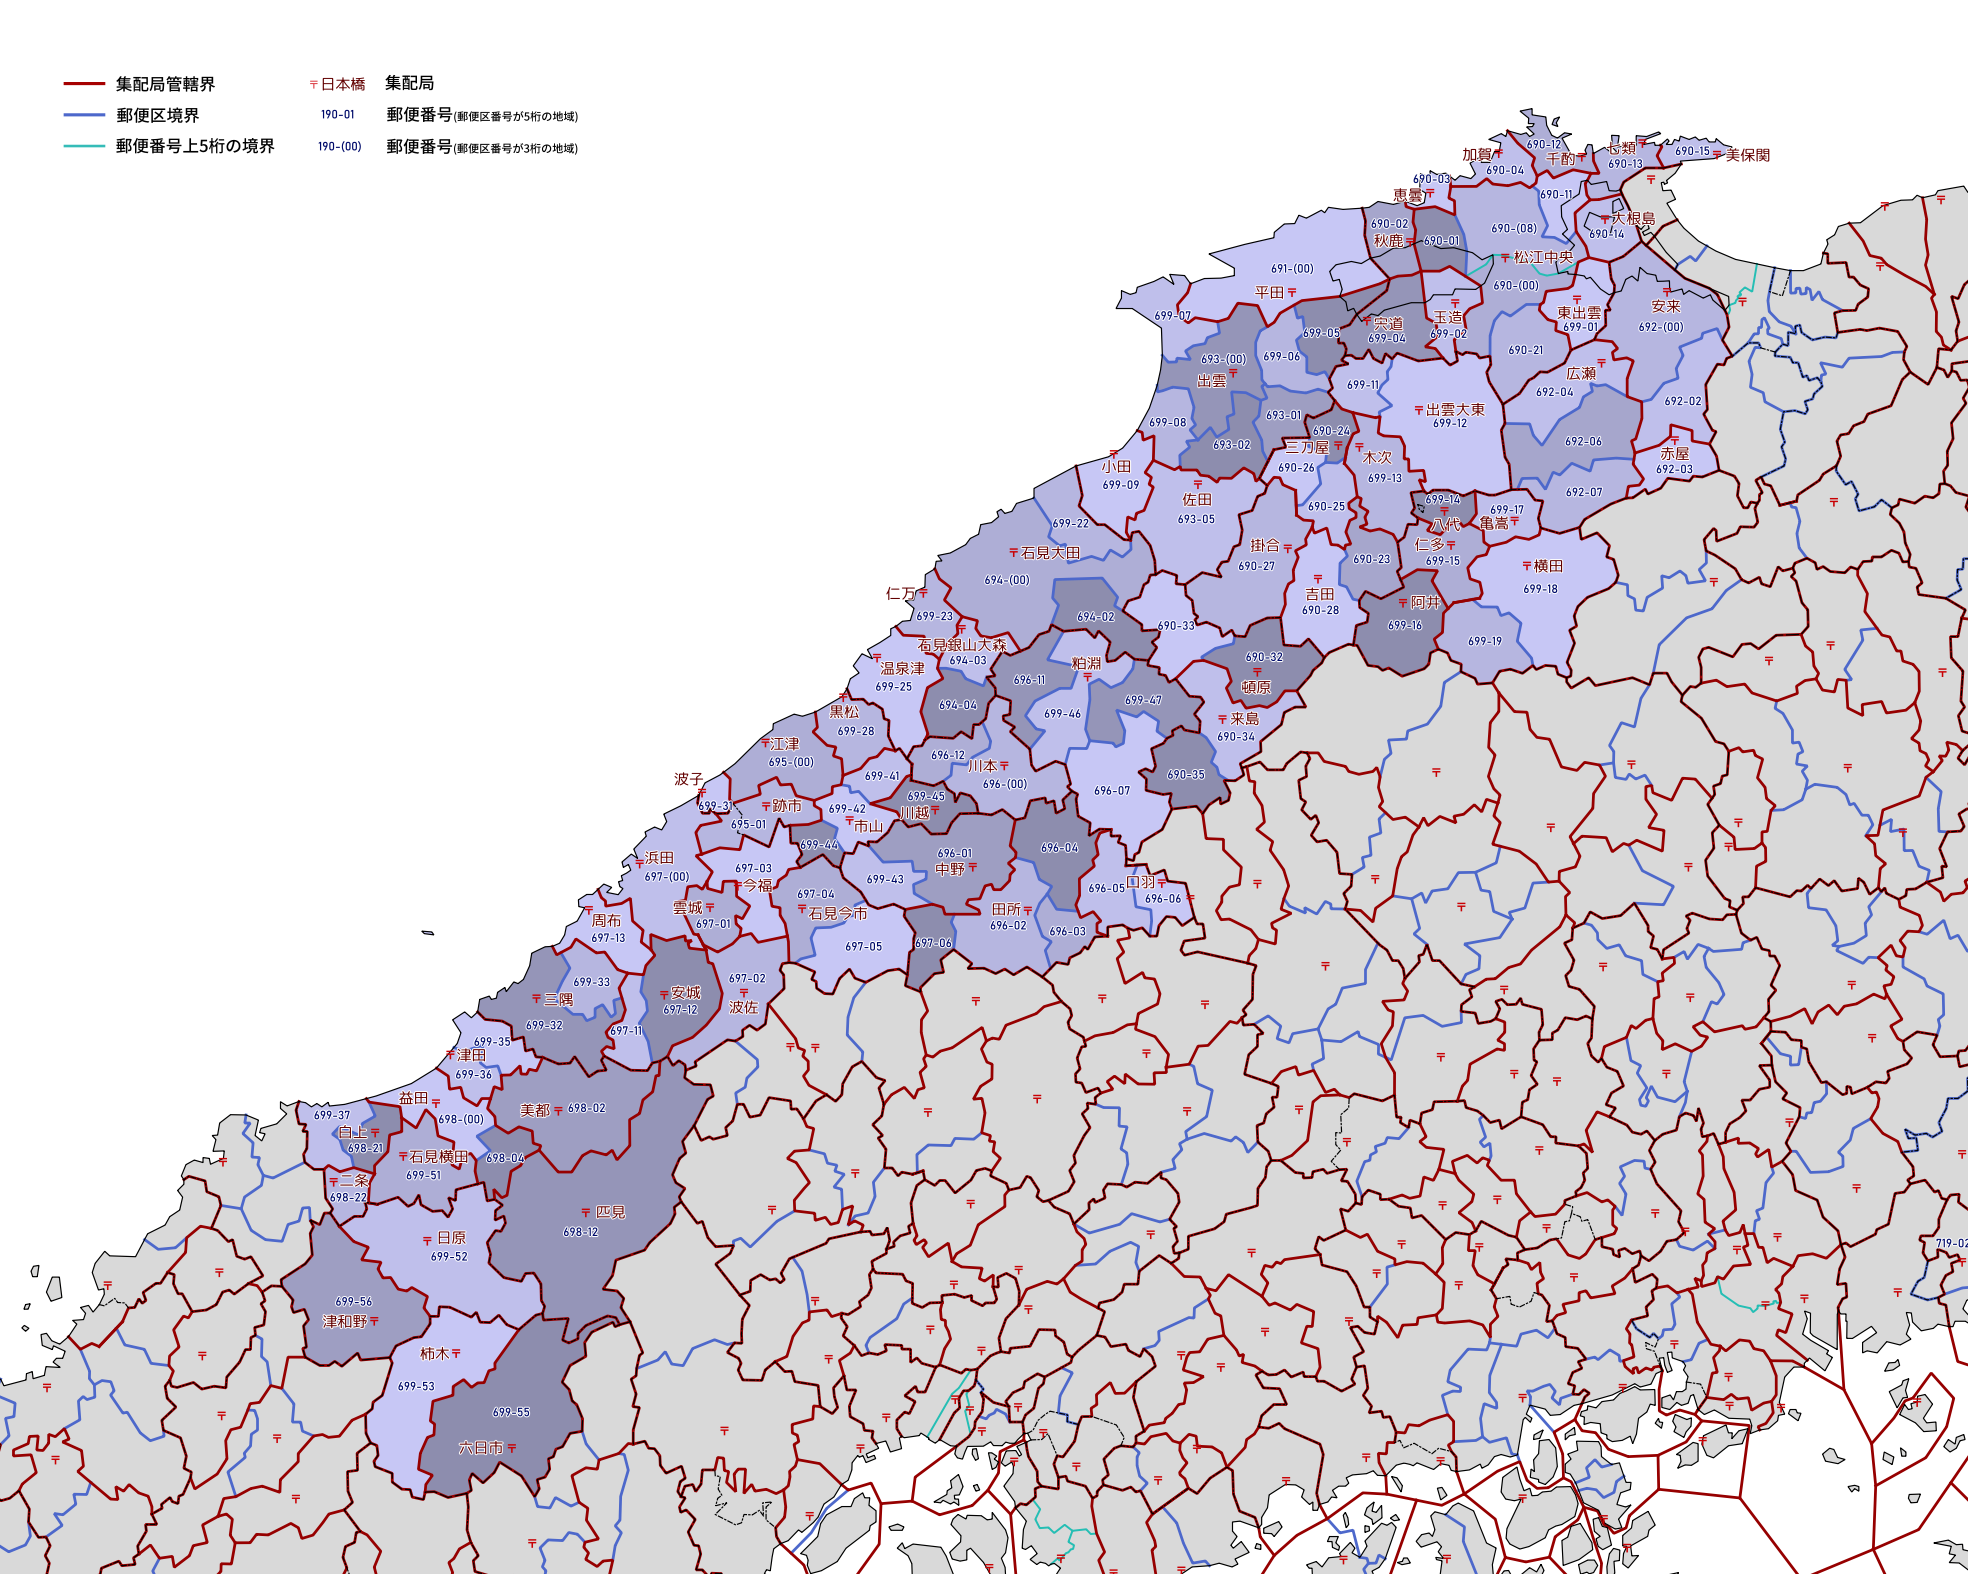 集配局管轄界
〒日本橋
集配局
郵便区境界
190-01
郵便番号(郵便区番号が5桁の地域)
郵便番号上5桁の境界
190-(00)
郵便番号(郵便区番号が3桁の地域)
690-12
加賀〒
千酌〒
七類〒
690-15
〒美保関
690-13
690-04
690-03
恵曇〒
690-11
690-02
690-(08)
〒大根島
690-14
秋鹿〒
690-01
〒松江中央
691-(00)
690-(00)
平田〒
安来
東出雲
699-07
玉造
699-01
692-(00)
〒宍道
699-05
699-04
699-02
690-21
693-(00)
699-06
広瀬〒
出雲〒
699-11
692-04
692-02
〒出雲大東
699-12
693-01
699-08
690-24
693-02
三刀屋〒
692-06
赤屋
692-03
木次
小田
690-26
699-13
699-09
692-07
佐田
699-14
690-25
699-17
693-05
699-22
八代
亀嵩〒
〒石見大田
掛合〒
仁多〒
690-23
699-15
690-27
〒横田
694-(00)
699-18
仁万〒
吉田
690-28
〒阿井
699-23
694-02
690-33
699-16
石見銀山大森
699-19
694-03
粕淵
690-32
温泉津
699-25
696-11
頓原
694-04
699-47
黒松
699-46
〒来島
699-28
690-34
〒江津
695-(00)
696-12
川本〒
波子
699-41
696-(00)
690-35
699-31
696-07
699-45
〒跡市
699-42
川越〒
695-01
市山
699-44
696-04
696-01
浜田
中野〒
697-03
697-(00)
今福
699-43
口羽〒
697-04
696-05
696-06
雲城〒
〒石見今市
田所〒
周布
697-01
696-02
697-13
696-03
697-05
697-06
697-02
699-33
〒安城
〒三隅
697-12
波佐
699-32
697-11
699-35
〒津田
699-36
益田〒
美都〒
698-02
699-37
698-(00)
白上〒
698-21
〒石見横田
698-04
699-51
〒二条
698-22
〒匹見
698-12
〒日原
699-52
719-02
699-56
津和野〒
柿木〒
699-53
699-55
六日市〒